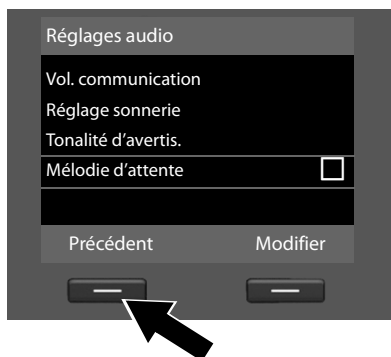 Réglages audio
Vol. communication
Réglage sonnerie
Tonalité d'avertis.
Mélodie d'attente
Précédent Modifier